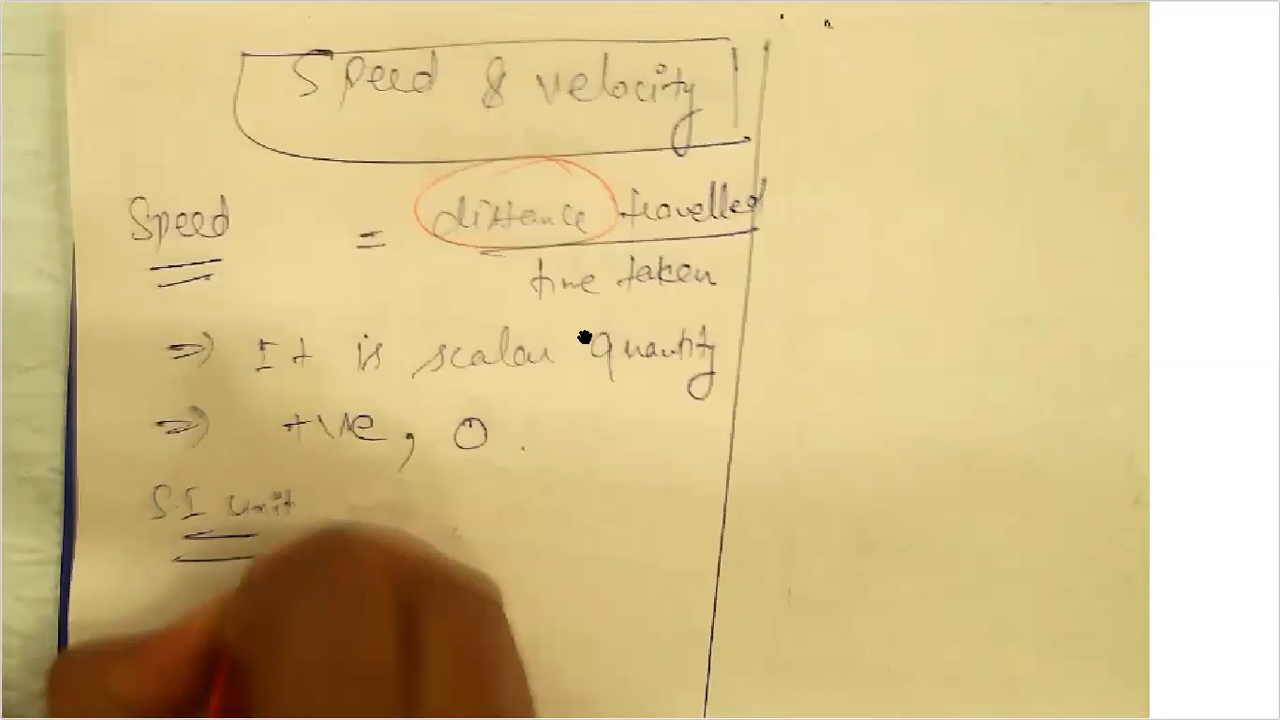 Speed & velocity
Speed = distance travelled
time taken
⇒ It is scalar quantity
⇒ +ve, 0.
S.I unit